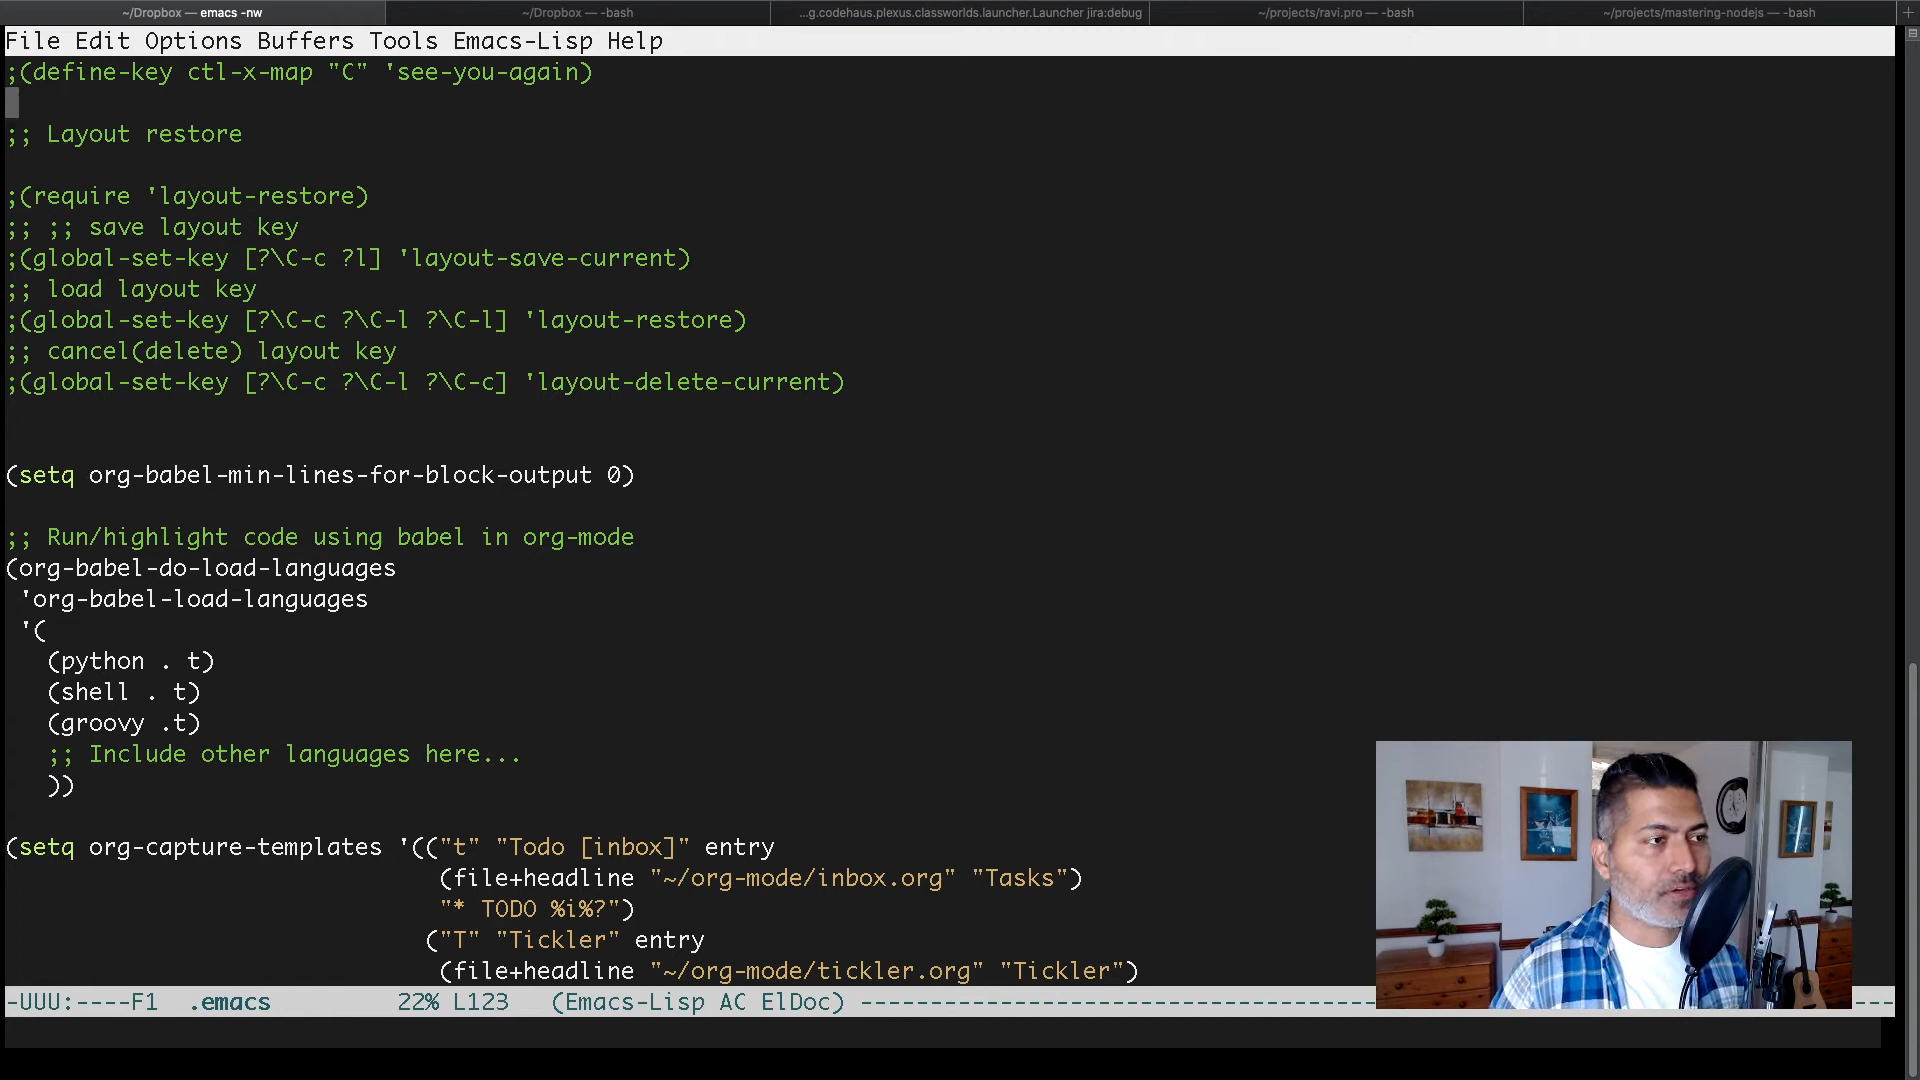 ~/Dropbox — emacs -nw
~/Dropbox — -bash
...g.codehaus.plexus.classworlds.launcher.Launcher jira:debug
~/projects/ravi.pro — -bash
~/projects/mastering-nodejs — -bash
File Edit Options Buffers Tools Emacs-Lisp Help
;(define-key ctl-x-map "C" 'see-you-again)
;; Layout restore
;(require 'layout-restore)
;; ;; save layout key
;(global-set-key [?\C-c ?l] 'layout-save-current)
;; load layout key
;(global-set-key [?\C-c ?\C-l ?\C-l] 'layout-restore)
;; cancel(delete) layout key
;(global-set-key [?\C-c ?\C-l ?\C-c] 'layout-delete-current)
(setq org-babel-min-lines-for-block-output 0)
;; Run/highlight code using babel in org-mode
(org-babel-do-load-languages
'org-babel-load-languages
'(
(python . t)
(shell . t)
(groovy .t)
;; Include other languages here...
))
(setq org-capture-templates '(("t" "Todo [inbox]" entry
(file+headline "~/org-mode/inbox.org" "Tasks")
"* TODO %i%?")
("T" "Tickler" entry
(file+headline "~/org-mode/tickler.org" "Tickler")
-UUU:----F1 .emacs 22% L123 (Emacs-Lisp AC ElDoc) ----------------------------------------